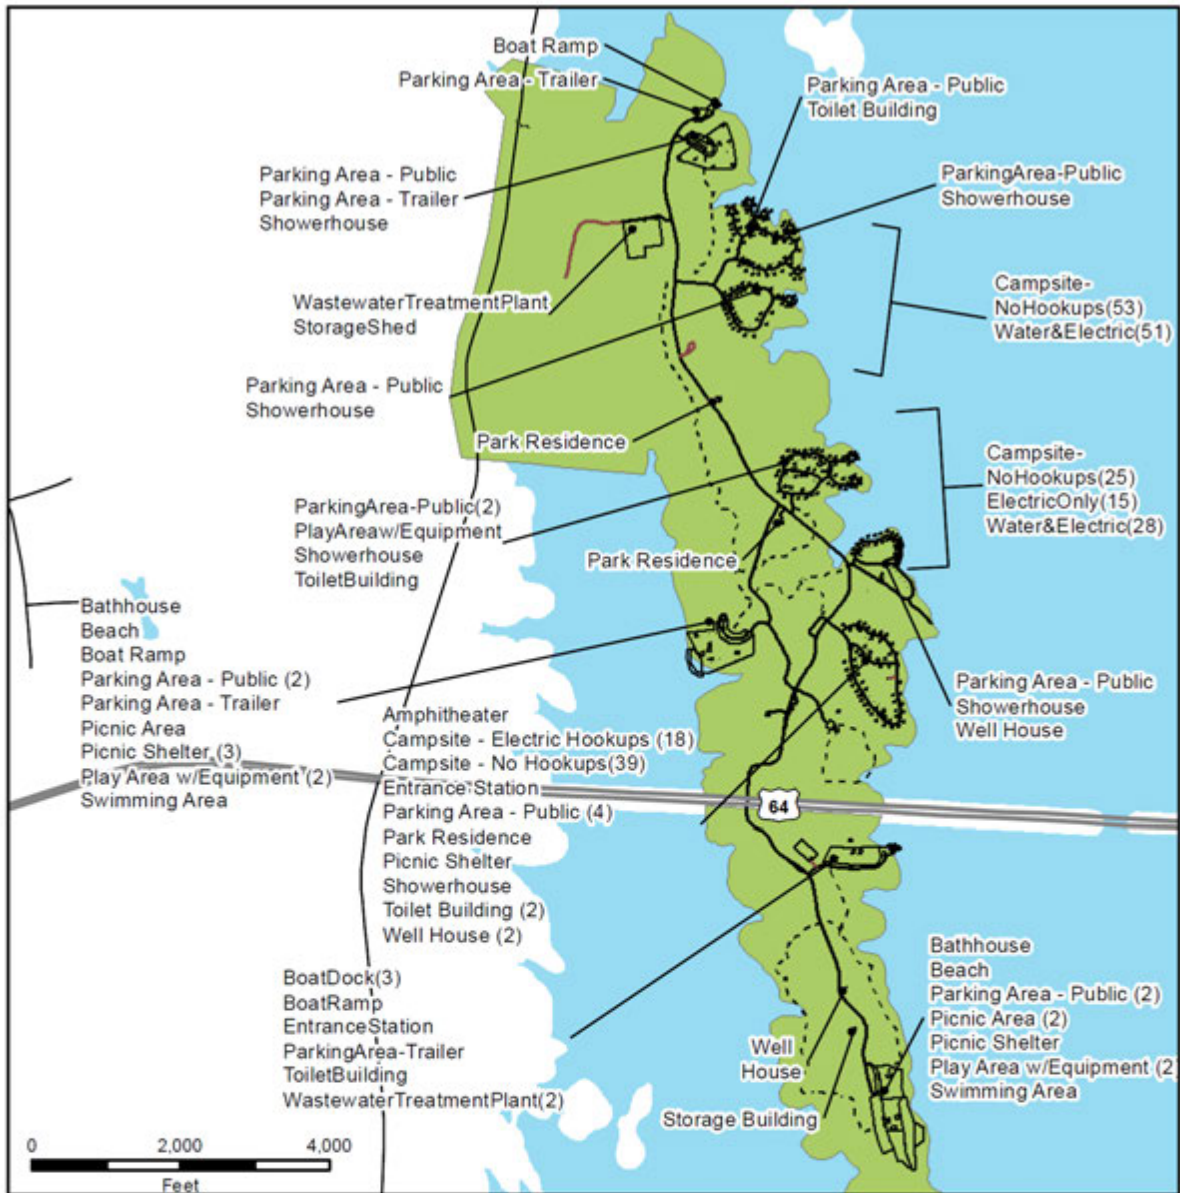 Boat Ramp
Parking Area - Trailer
Parking Area - Public
Toilet Building
Parking Area - Public
Parking Area - Trailer
Showerhouse
ParkingArea-Public
Showerhouse
WastewaterTreatmentPlant
StorageShed
Campsite-
NoHookups(53)
Water&Electric(51)
Parking Area - Public
Showerhouse
Park Residence
Campsite-
NoHookups(25)
ElectricOnly(15)
Water&Electric(28)
ParkingArea-Public(2)
PlayAreaw/Equipment
Showerhouse
ToiletBuilding
Park Residence
Bathhouse
Beach
Boat Ramp
Parking Area - Public (2)
Parking Area - Trailer
Picnic Area
Picnic Shelter (3)
Play Area w/Equipment (2)
Swimming Area
Parking Area - Public
Showerhouse
Well House
Amphitheater
Campsite - Electric Hookups (18)
Campsite - No Hookups(39)
Entrance Station
Parking Area - Public (4)
Park Residence
Picnic Shelter
Showerhouse
Toilet Building (2)
Well House (2)
64
BoatDock(3)
BoatRamp
EntranceStation
ParkingArea-Trailer
ToiletBuilding
WastewaterTreatmentPlant(2)
Bathhouse
Beach
Parking Area - Public (2)
Picnic Area (2)
Picnic Shelter
Play Area w/Equipment (2)
Swimming Area
Well
House
Storage Building
0 2,000 4,000
Feet